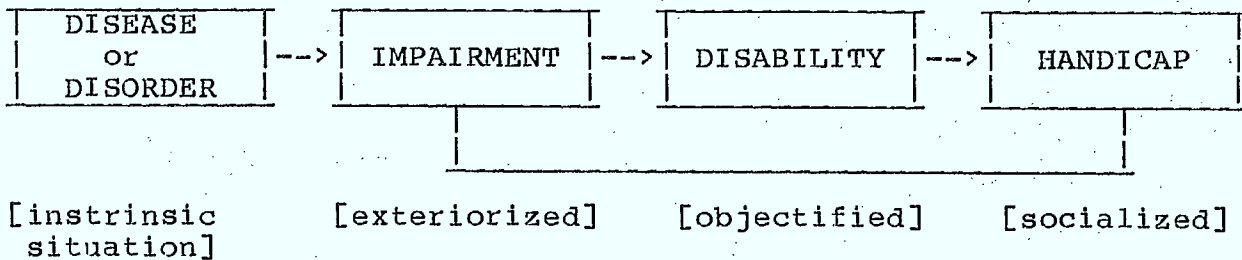 DISEASE
or
DISORDER
--> IMPAIRMENT --> DISABILITY --> HANDICAP
[instrinsic
situation]
[exteriorized] [objectified] [socialized]